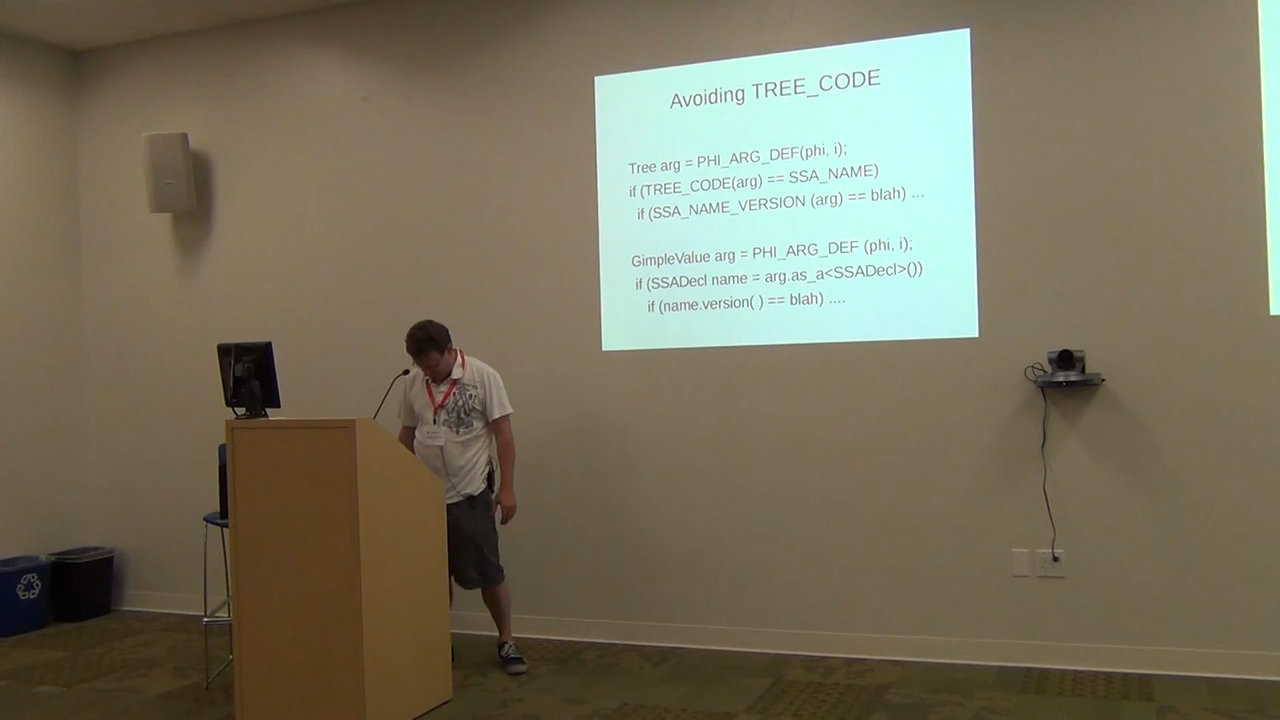 Avoiding TREE_CODE
Tree arg = PHI_ARG_DEF(phi, i);
if (TREE_CODE(arg) == SSA_NAME)
if (SSA_NAME_VERSION (arg) == blah) ...
GimpleValue arg = PHI_ARG_DEF (phi, i);
if (SSADecl name = arg.as_a<SSADecl>())
if (name.version( ) == blah) ....